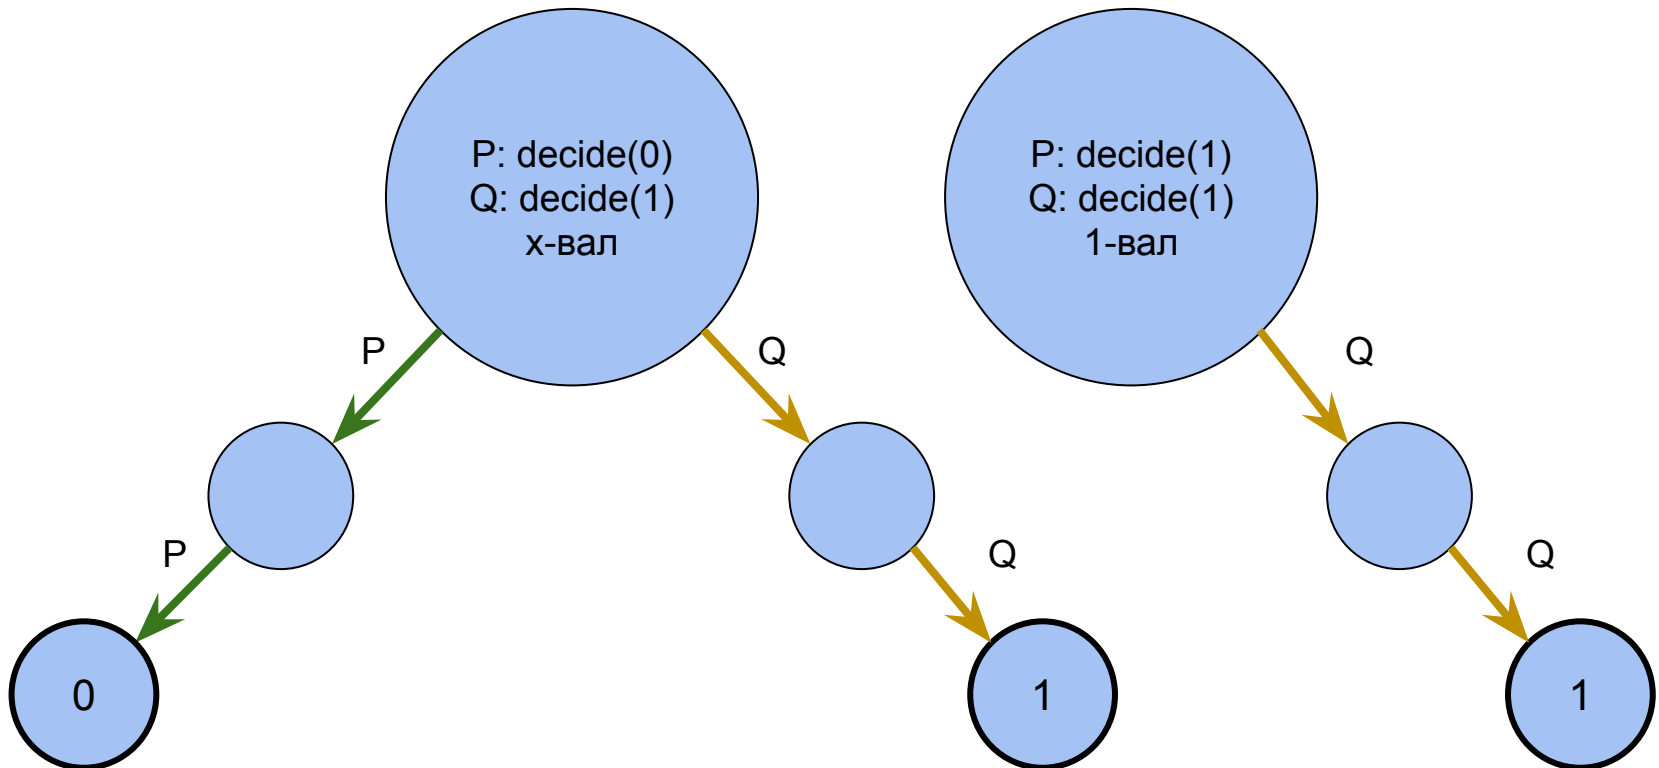 P: decide(0)
Q: decide(1)
х-вал
P: decide(1)
Q: decide(1)
1-вал
P
Q
Q
P
Q
Q
0
1
1